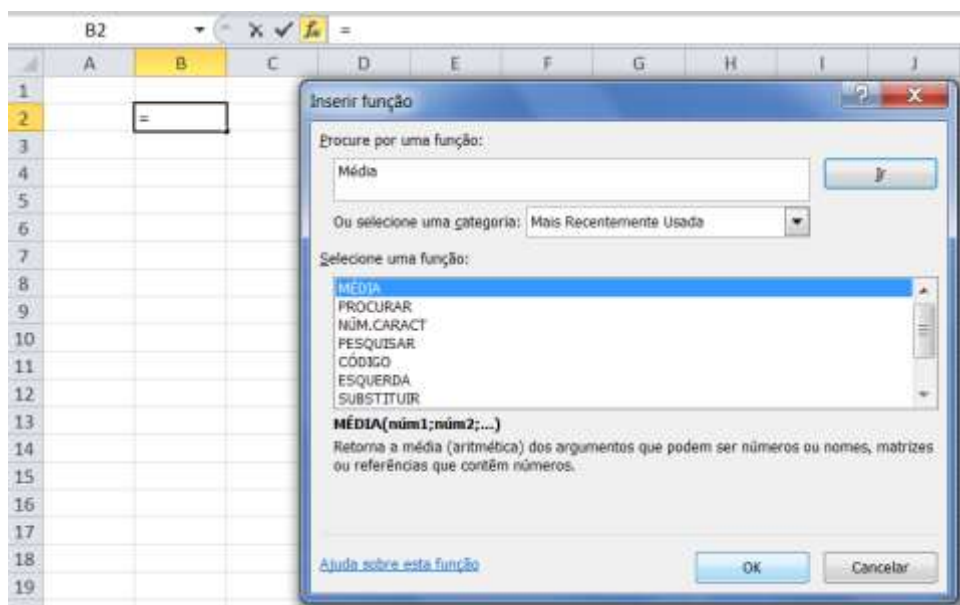 B2 fx =
A B C D E F G H I J
1
2 =
3
4
5
6
7
8
9
10
11
12
13
14
15
16
17
18
19
Inserir função
Procure por uma função:
Média
Ir
Ou selecione uma categoria: Mais Recentemente Usada
Selecione uma função:
MÉDIA
PROCURAR
NÚM.CARACT
PESQUISAR
CÓDIGO
ESQUERDA
SUBSTITUIR
MÉDIA(núm1;núm2;...)
Retorna a média (aritmética) dos argumentos que podem ser números ou nomes, matrizes
ou referências que contêm números.
Ajuda sobre esta função
OK Cancelar